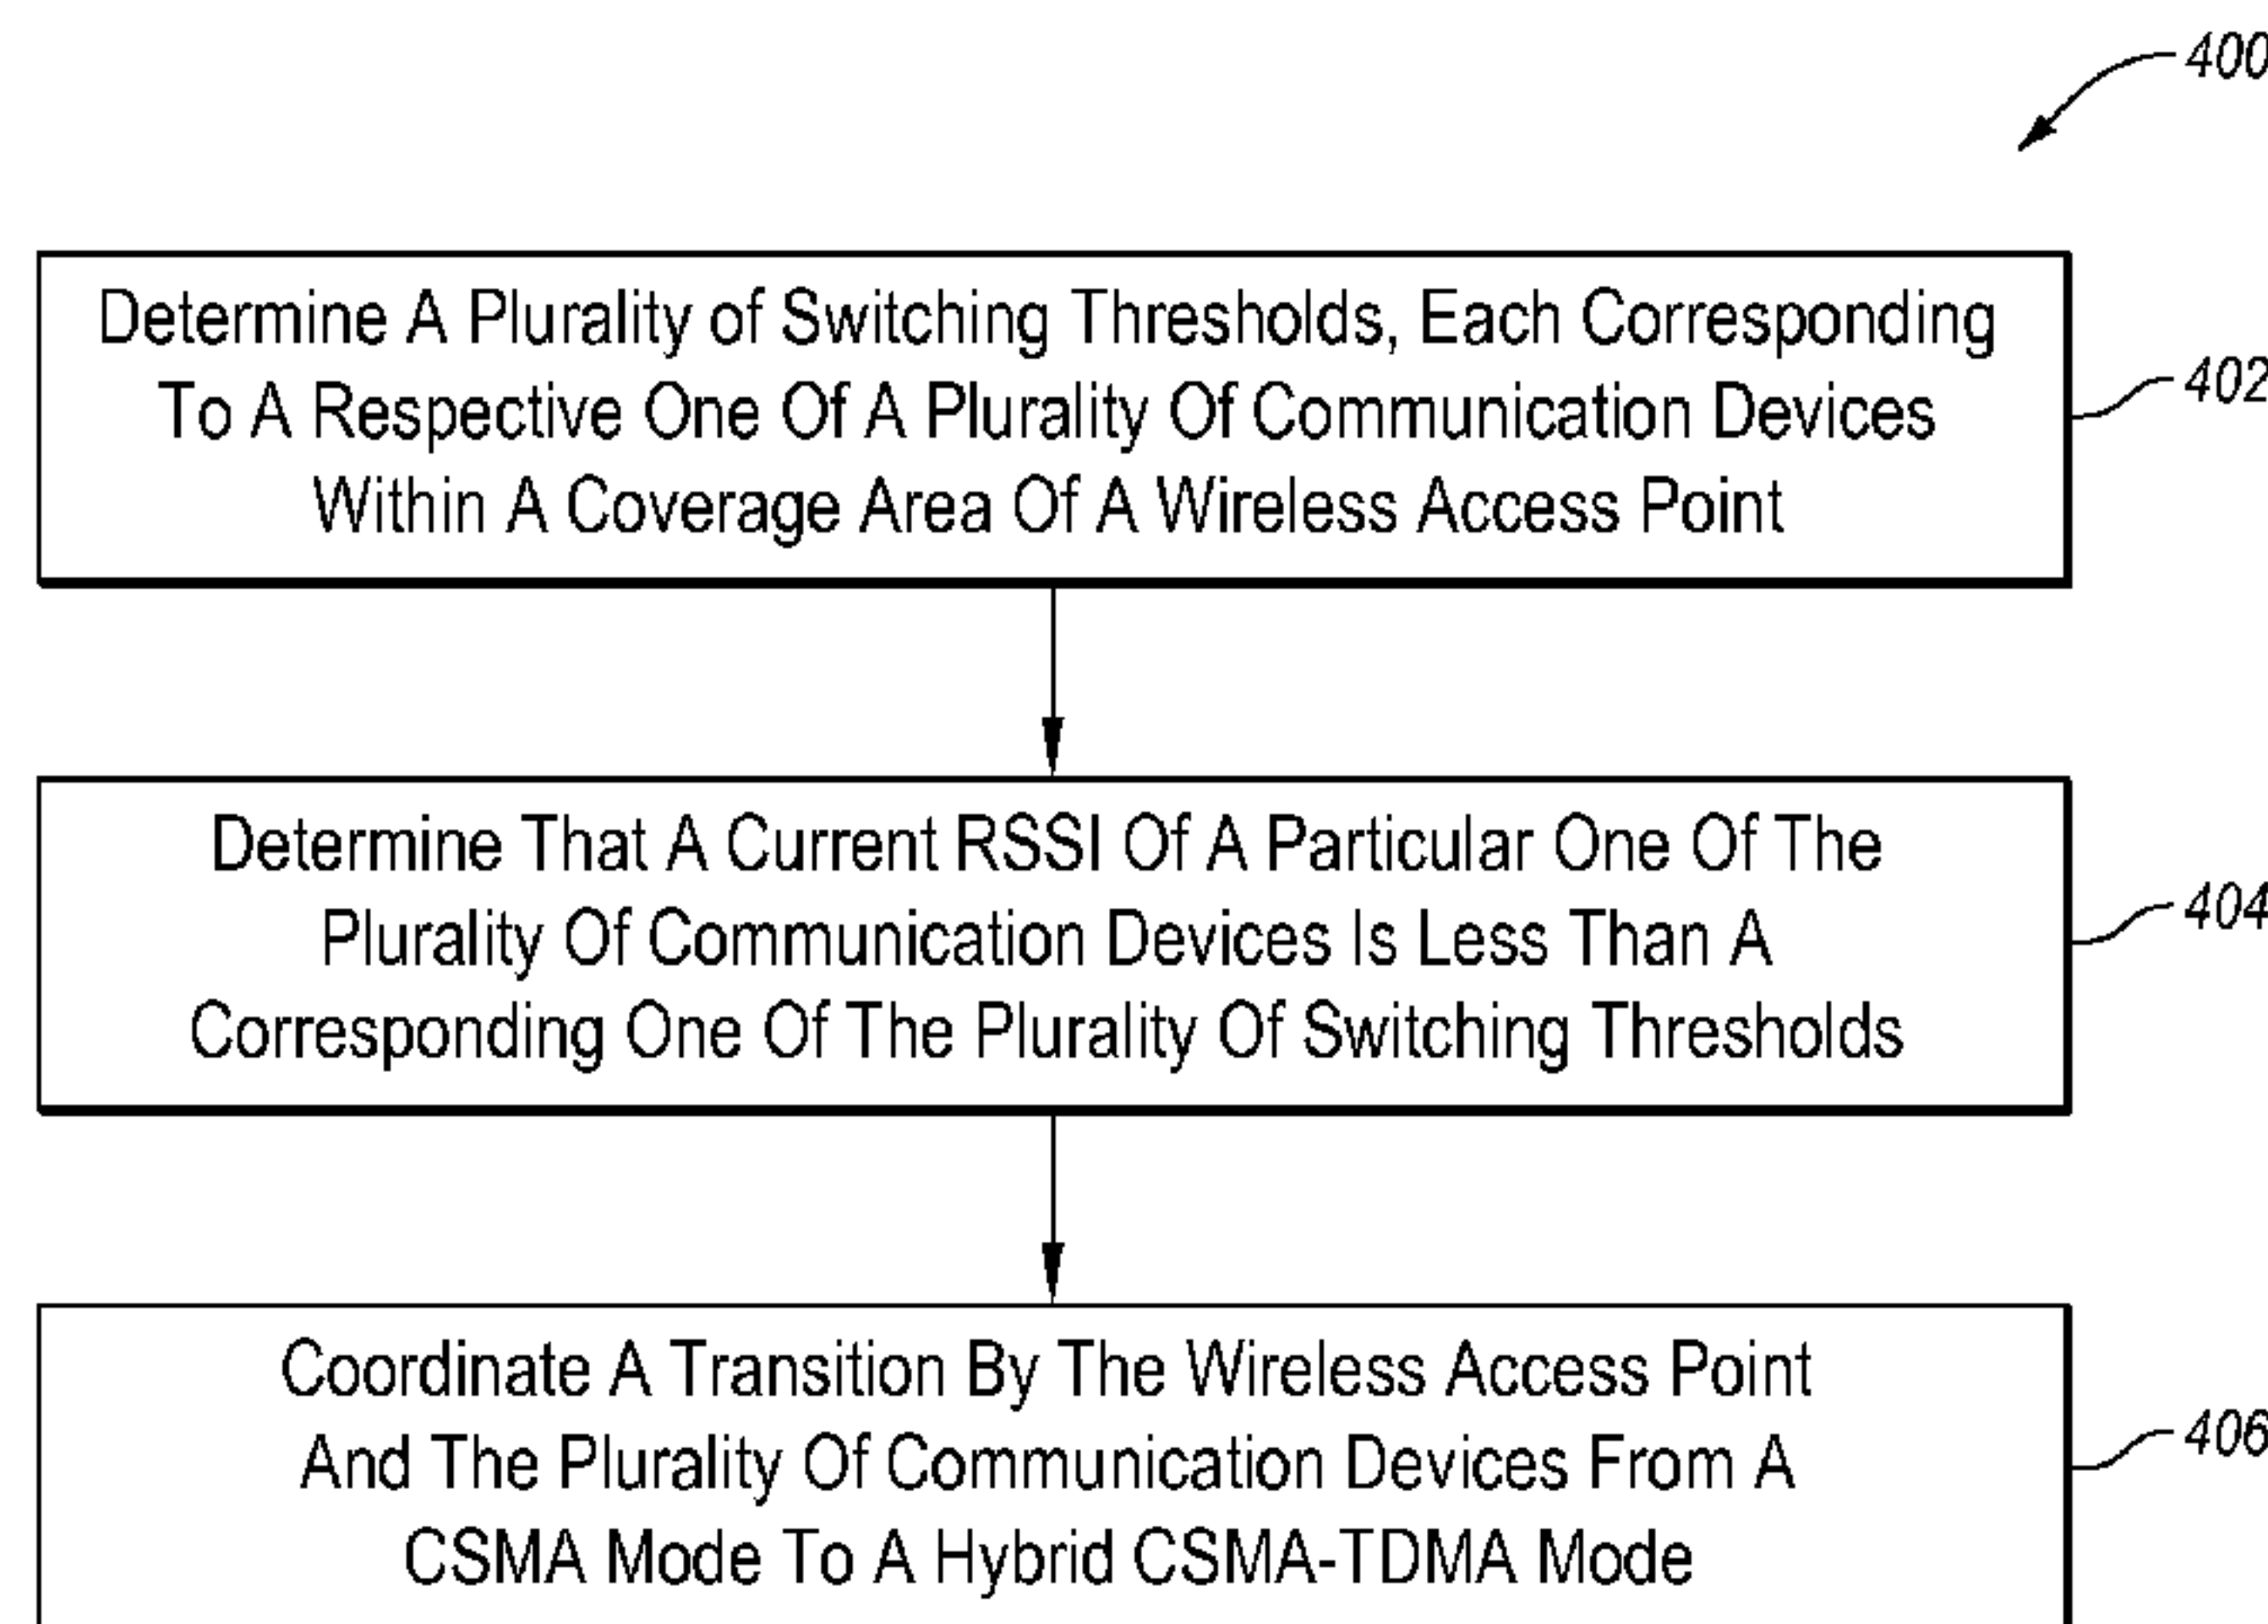 400
Determine A Plurality of Switching Thresholds, Each Corresponding
To A Respective One Of A Plurality Of Communication Devices
Within A Coverage Area Of A Wireless Access Point
402
Determine That A Current RSSI Of A Particular One Of The
Plurality Of Communication Devices Is Less Than A
Corresponding One Of The Plurality Of Switching Thresholds
404
Coordinate A Transition By The Wireless Access Point
And The Plurality Of Communication Devices From A
CSMA Mode To A Hybrid CSMA-TDMA Mode
406